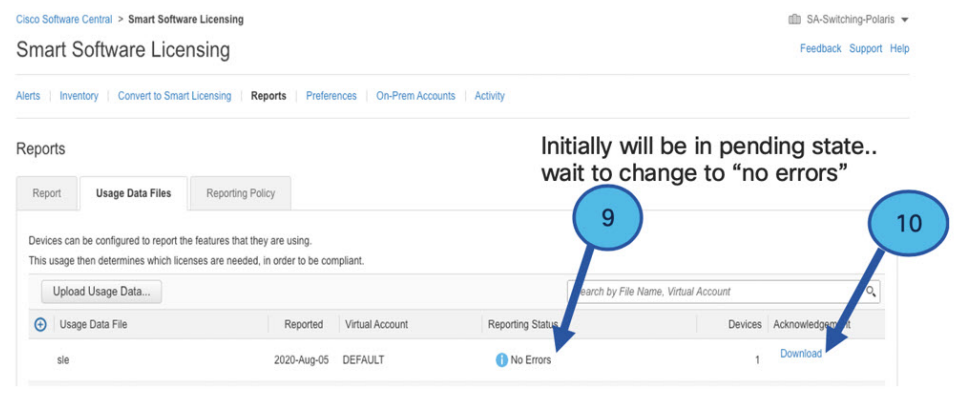 Cisco Software Central > Smart Software Licensing
SA-Switching-Polaris
Smart Software Licensing
Feedback Support Help
Alerts | Inventory | Convert to Smart Licensing | Reports | Preferences | On-Prem Accounts | Activity
Reports
Initially will be in pending state..
wait to change to “no errors”
Report Usage Data Files Reporting Policy
9
10
Devices can be configured to report the features that they are using.
This usage then determines which licenses are needed, in order to be compliant.
Upload Usage Data...
Search by File Name, Virtual Account
Usage Data File Reported Virtual Account Reporting Status Devices Acknowledgement
sle 2020-Aug-05 DEFAULT No Errors 1 Download